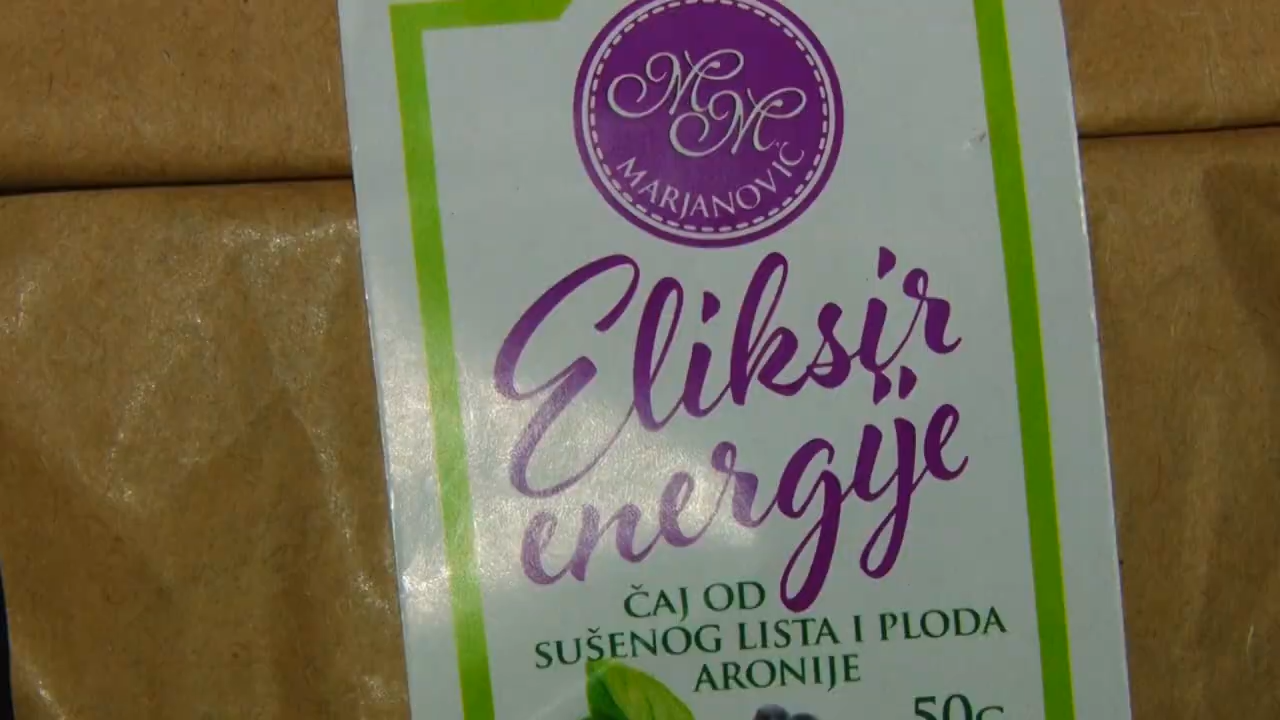 MM
MARJANOVIĆ
Eliksir
energije
ČAJ OD
SUŠENOG LISTA I PLODA
ARONIJE
50G